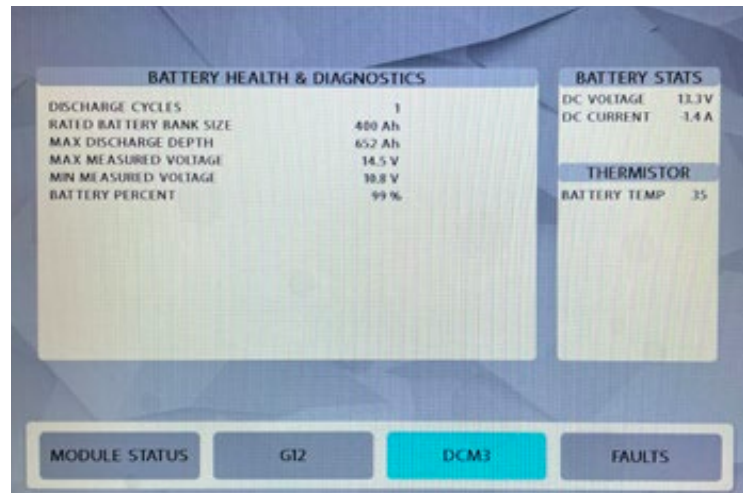 BATTERY HEALTH & DIAGNOSTICS
DISCHARGE CYCLES 1
RATED BATTERY BANK SIZE 400 Ah
MAX DISCHARGE DEPTH 652 Ah
MAX MEASURED VOLTAGE 14.5 V
MIN MEASURED VOLTAGE 10.8 V
BATTERY PERCENT 99 %
BATTERY STATS
DC VOLTAGE 13.3 V
DC CURRENT -1.4 A
THERMISTOR
BATTERY TEMP 35
MODULE STATUS
G12
DCM3
FAULTS